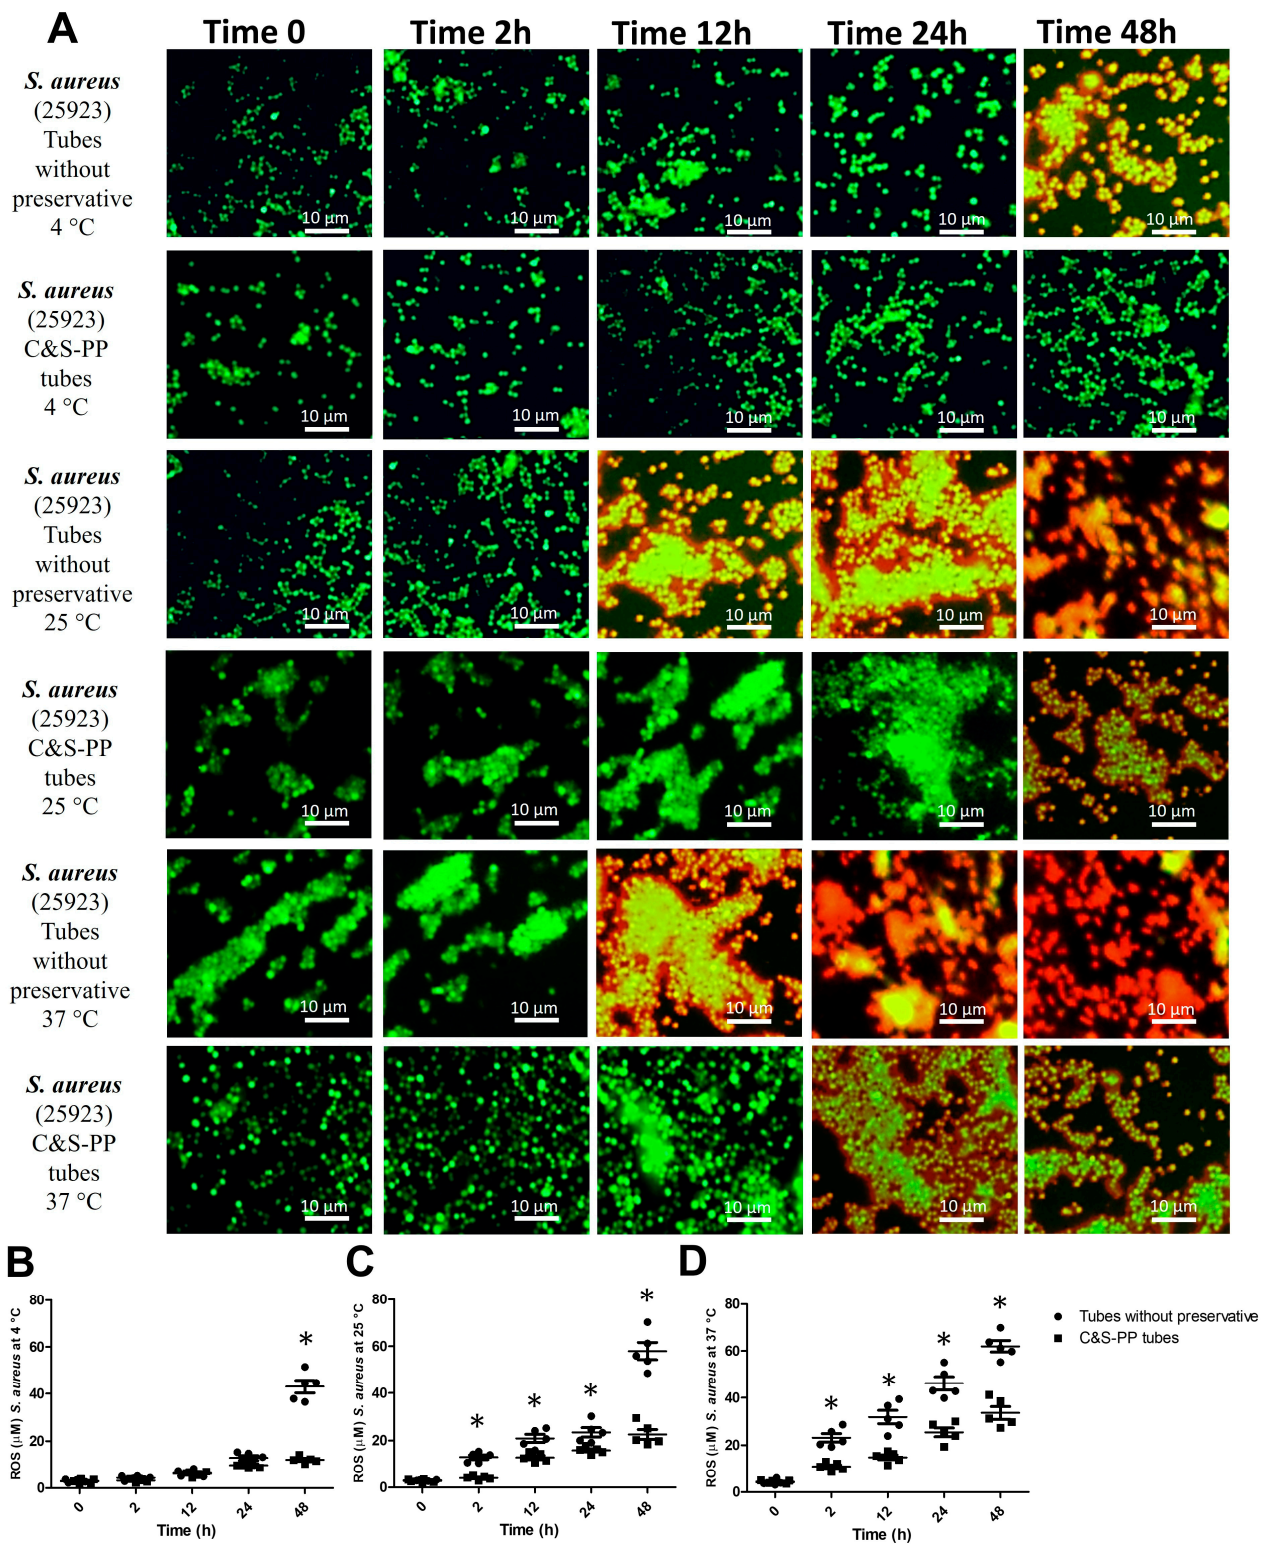 A
Time 0 Time 2h Time 12h Time 24h Time 48h
S. aureus
(25923)
Tubes
without
preservative
4 °C
10 µm 10 µm 10 µm 10 µm 10 µm
S. aureus
(25923)
C&S-PP
tubes
4 °C
10 µm 10 µm 10 µm 10 µm 10 µm
S. aureus
(25923)
Tubes
without
preservative
25 °C
10 µm 10 µm 10 µm 10 µm 10 µm
S. aureus
(25923)
C&S-PP
tubes
25 °C
10 µm 10 µm 10 µm 10 µm 10 µm
S. aureus
(25923)
Tubes
without
preservative
37 °C
10 µm 10 µm 10 µm 10 µm 10 µm
S. aureus
(25923)
C&S-PP
tubes
37 °C
10 µm 10 µm 10 µm 10 µm 10 µm
B
ROS (µM) S. aureus at 4 °C
80
60
40
20
0
*
0 2 12 24 48
Time (h)
C
ROS (µM) S. aureus at 25 °C
80
60
40
20
0
* * * *
0 2 12 24 48
Time (h)
D
ROS (µM) S. aureus at 37 °C
80
60
40
20
0
* * * *
0 2 12 24 48
Time (h)
Tubes without preservative
C&S-PP tubes